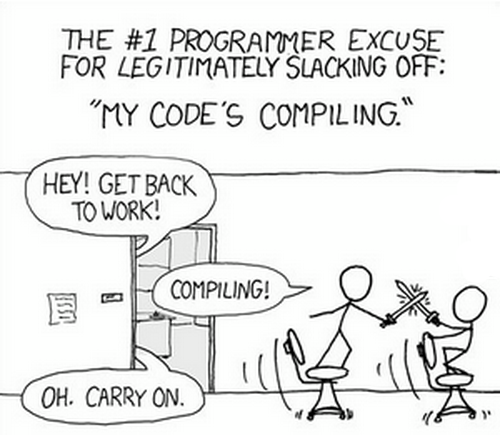 THE #1 PROGRAMMER EXCUSE
FOR LEGITIMATELY SLACKING OFF:
"MY CODE'S COMPILING."
HEY! GET BACK
TO WORK!
COMPILING!
OH. CARRY ON.